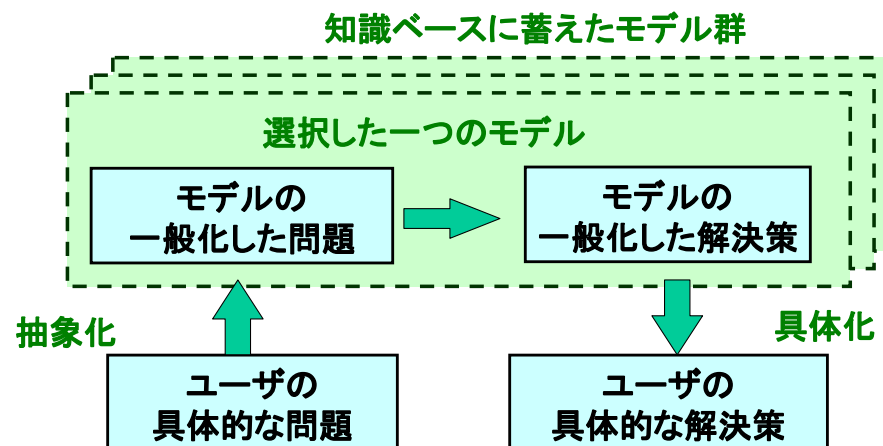 知識ベースに蓄えたモデル群
選択した一つのモデル
モデルの
一般化した問題
モデルの
一般化した解決策
抽象化
具体化
ユーザの
具体的な問題
ユーザの
具体的な解決策